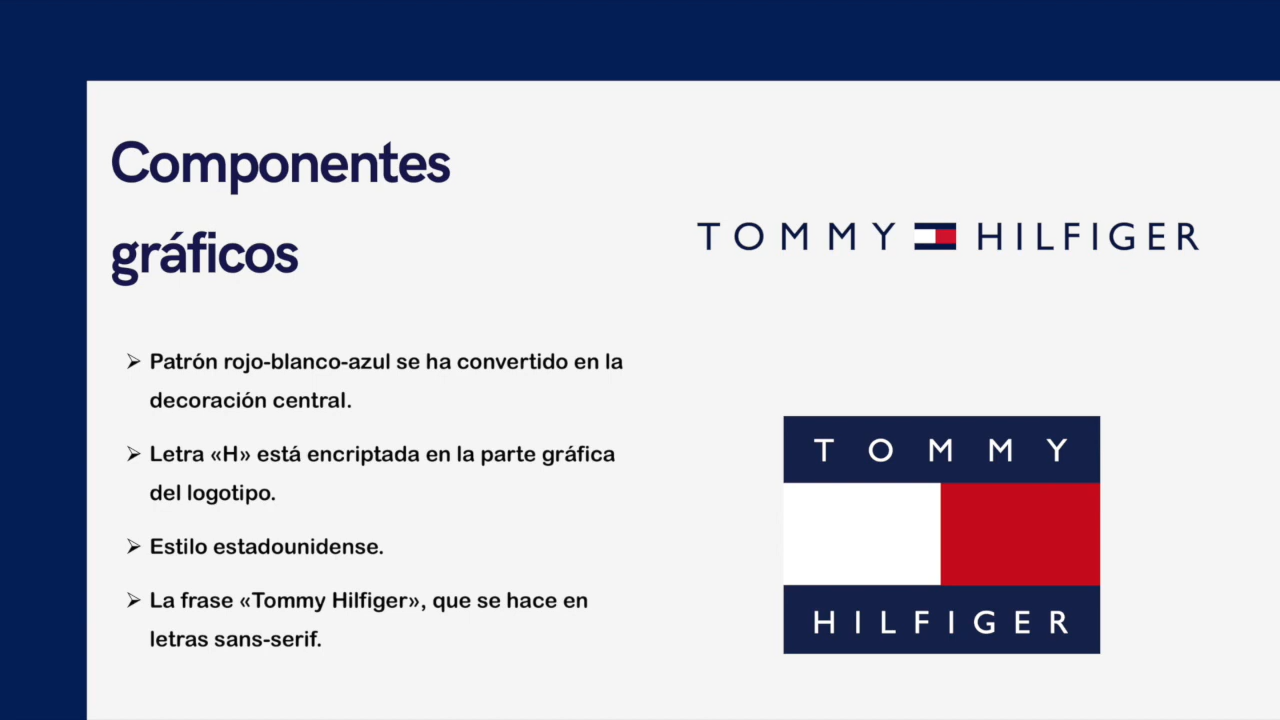 Componentes
gráficos
TOMMY HILFIGER
➢ Patrón rojo-blanco-azul se ha convertido en la
decoración central.
➢ Letra «H» está encriptada en la parte gráfica
del logotipo.
➢ Estilo estadounidense.
➢ La frase «Tommy Hilfiger», que se hace en
letras sans-serif.
TOMMY
HILFIGER